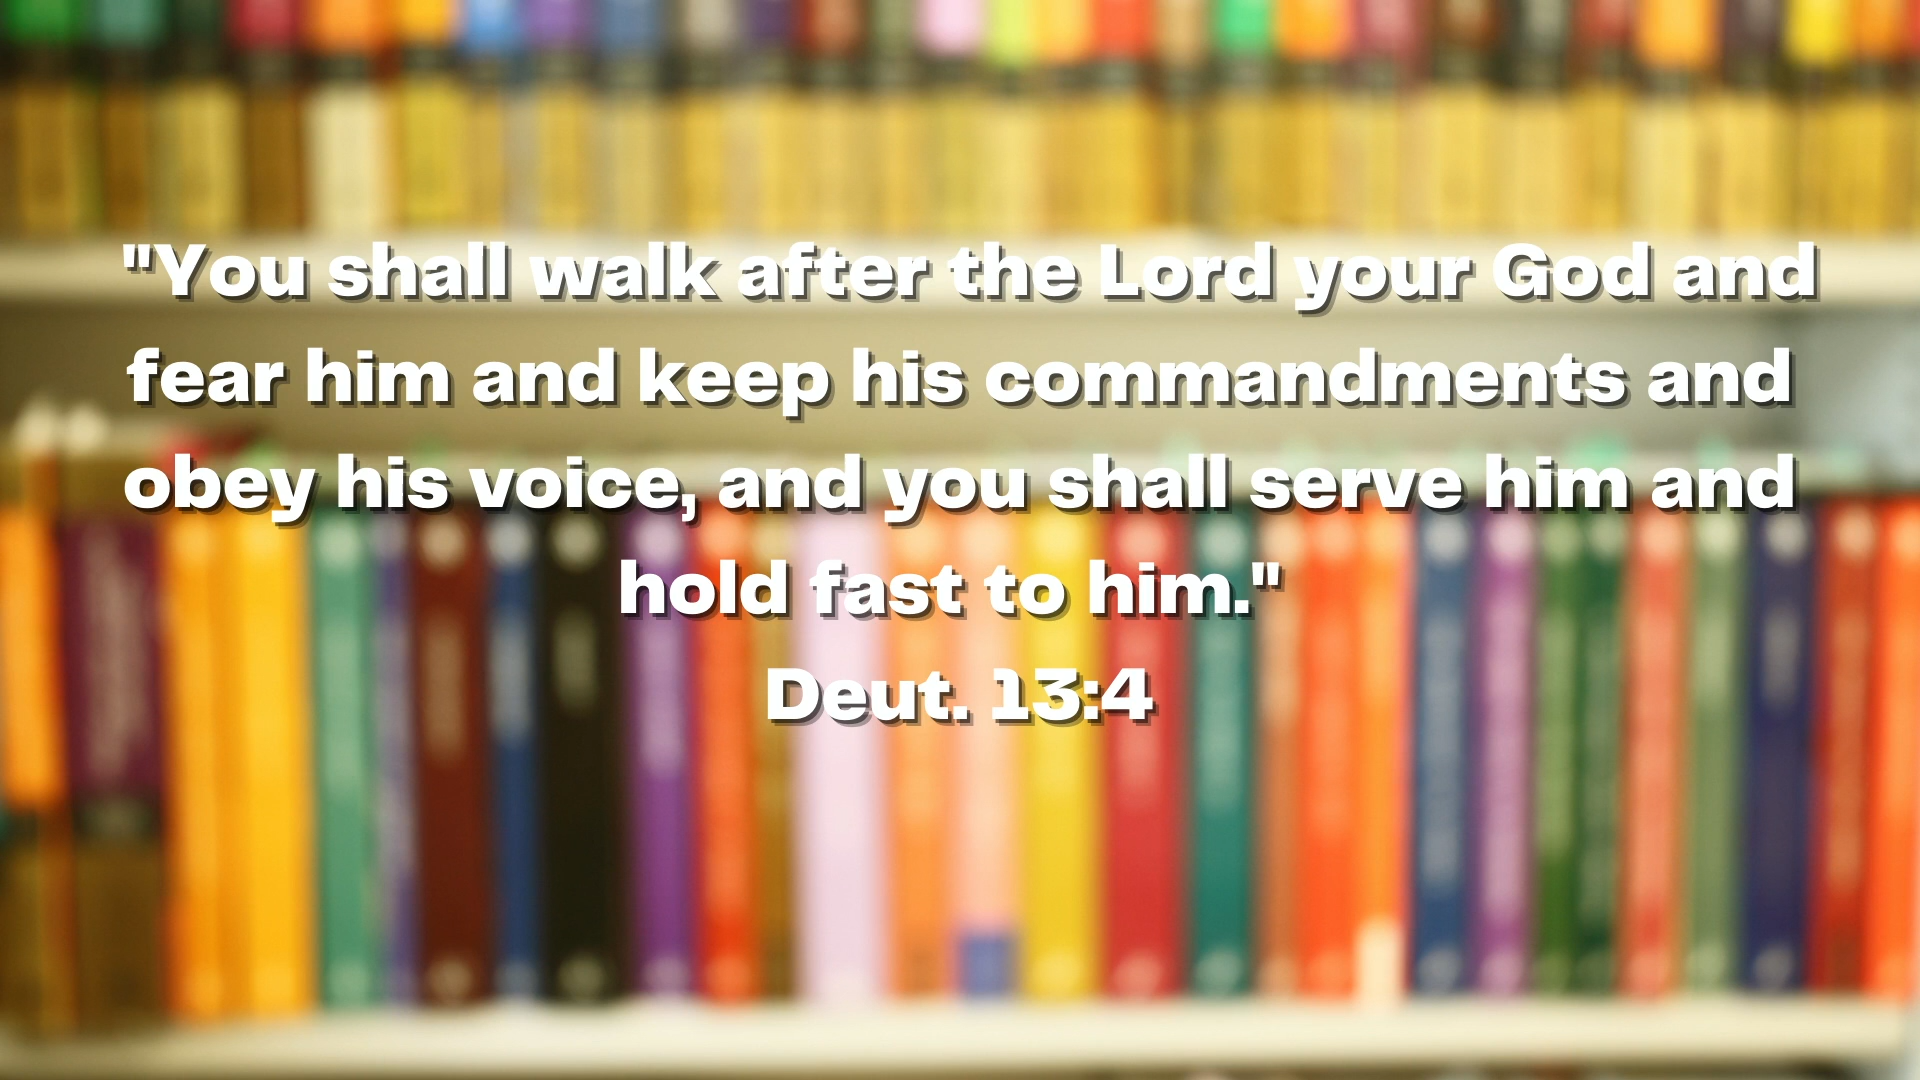 "You shall walk after the Lord your God and
fear him and keep his commandments and
obey his voice, and you shall serve him and
hold fast to him."
Deut. 13:4